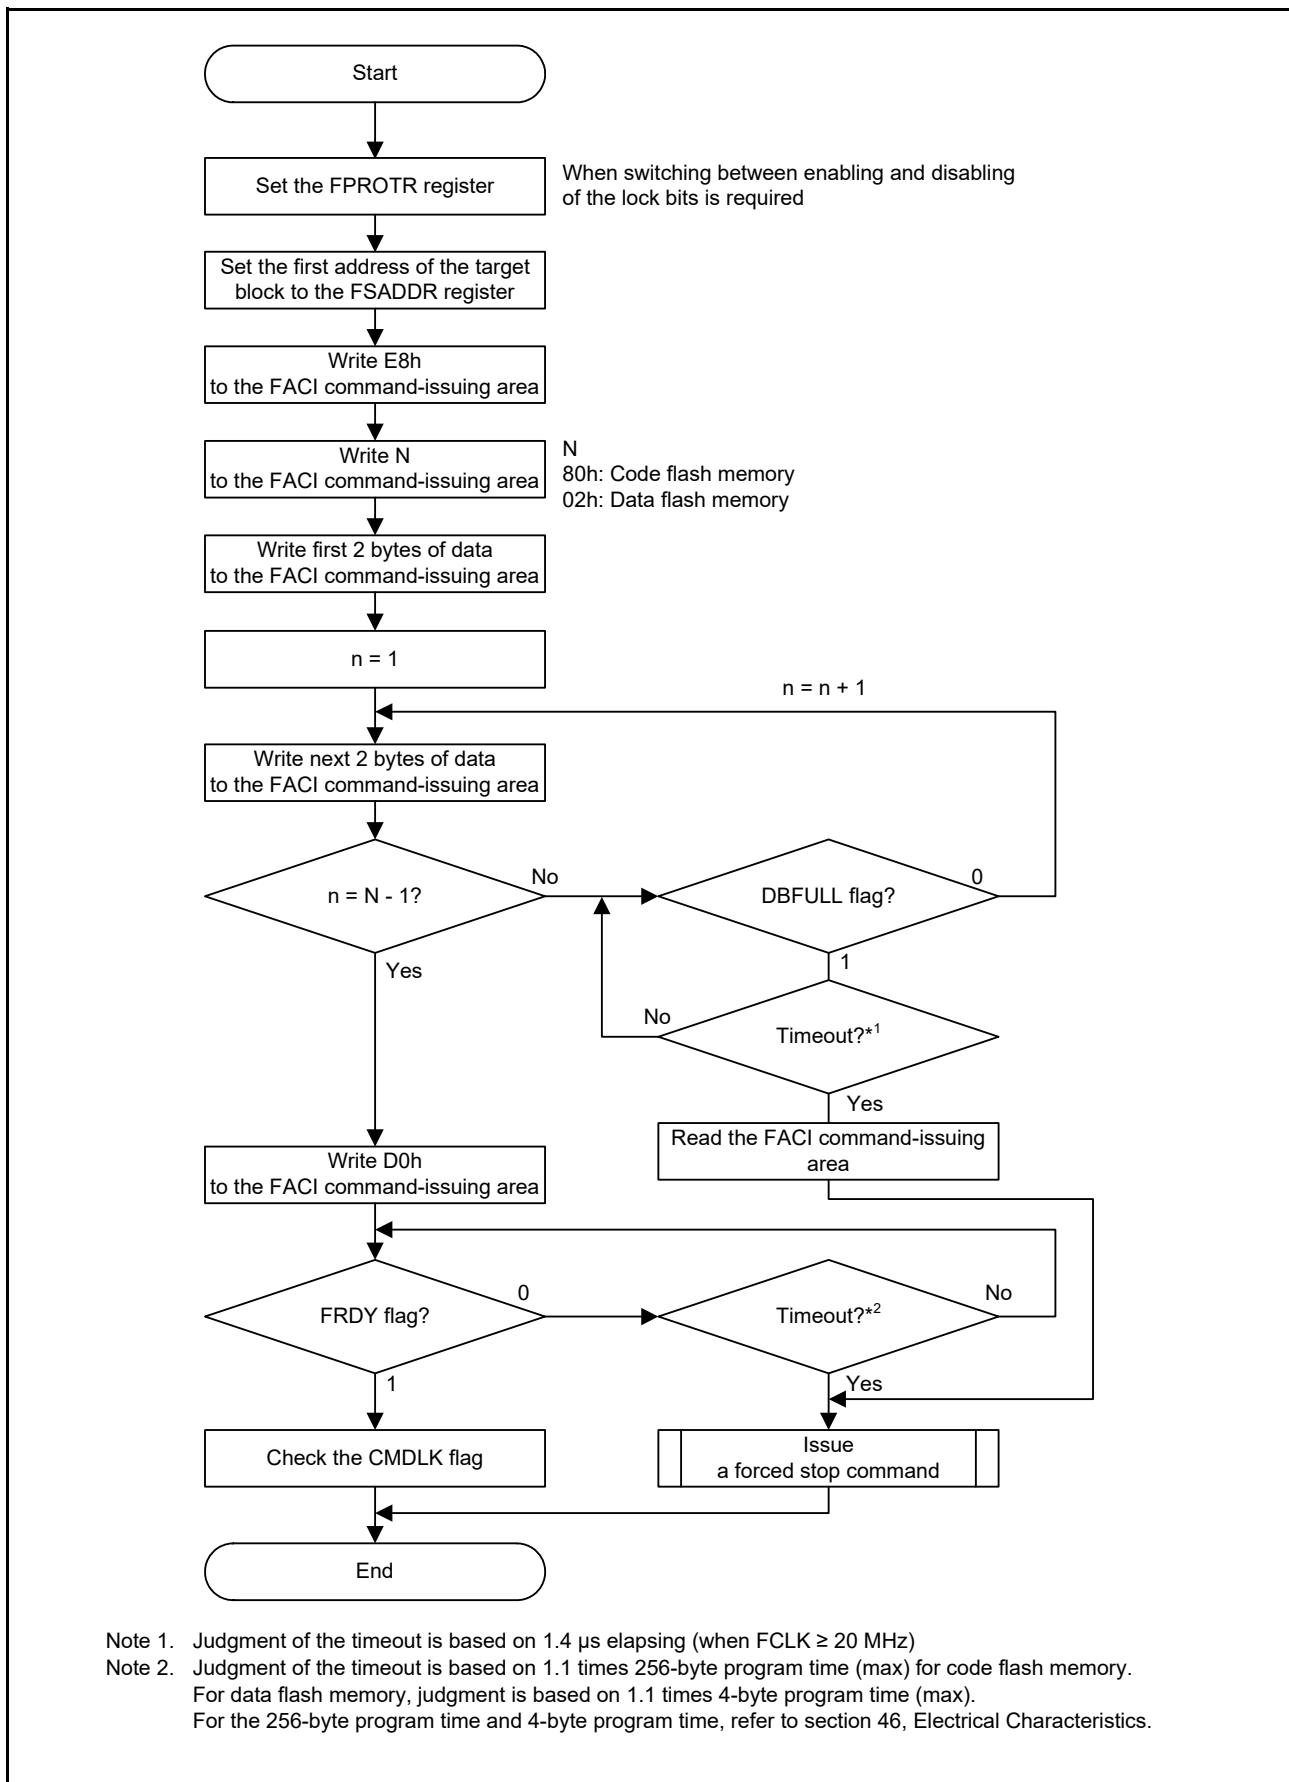 Start
Set the FPROTR register
When switching between enabling and disabling
of the lock bits is required
Set the first address of the target
block to the FSADDR register
Write E8h
to the FACI command-issuing area
Write N
to the FACI command-issuing area
N
80h: Code flash memory
02h: Data flash memory
Write first 2 bytes of data
to the FACI command-issuing area
n = 1
n = n + 1
Write next 2 bytes of data
to the FACI command-issuing area
n = N - 1?
No
DBFULL flag?
0
Yes
1
No
Timeout?*1
Yes
Read the FACI command-issuing
area
Write D0h
to the FACI command-issuing area
FRDY flag?
0
Timeout?*2
No
1
Yes
Check the CMDLK flag
Issue
a forced stop command
End
Note 1. Judgment of the timeout is based on 1.4 µs elapsing (when FCLK ≥ 20 MHz)
Note 2. Judgment of the timeout is based on 1.1 times 256-byte program time (max) for code flash memory.
For data flash memory, judgment is based on 1.1 times 4-byte program time (max).
For the 256-byte program time and 4-byte program time, refer to section 46, Electrical Characteristics.